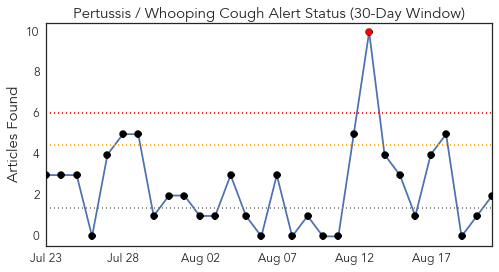 Pertussis / Whooping Cough Alert Status (30-Day Window)
Articles Found
10
8
6
4
2
0
Jul 23 Jul 28 Aug 02 Aug 07 Aug 12 Aug 17